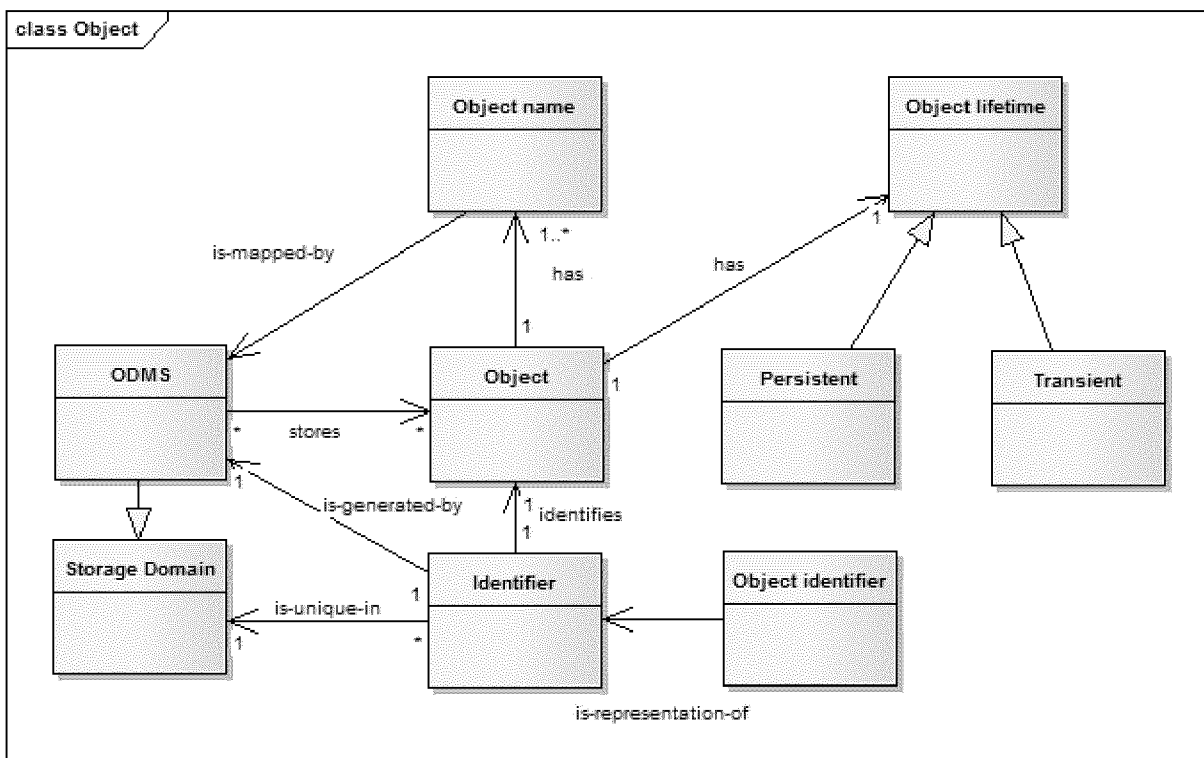 class Object
Object name
Object lifetime
1..*
1
is-mapped-by
has
has
1
1
ODMS
Object
Persistent
Transient
*
stores
*
1
is-generated-by
1
identifies
1
Storage Domain
Identifier
Object identifier
1
is-unique-in
1
*
is-representation-of